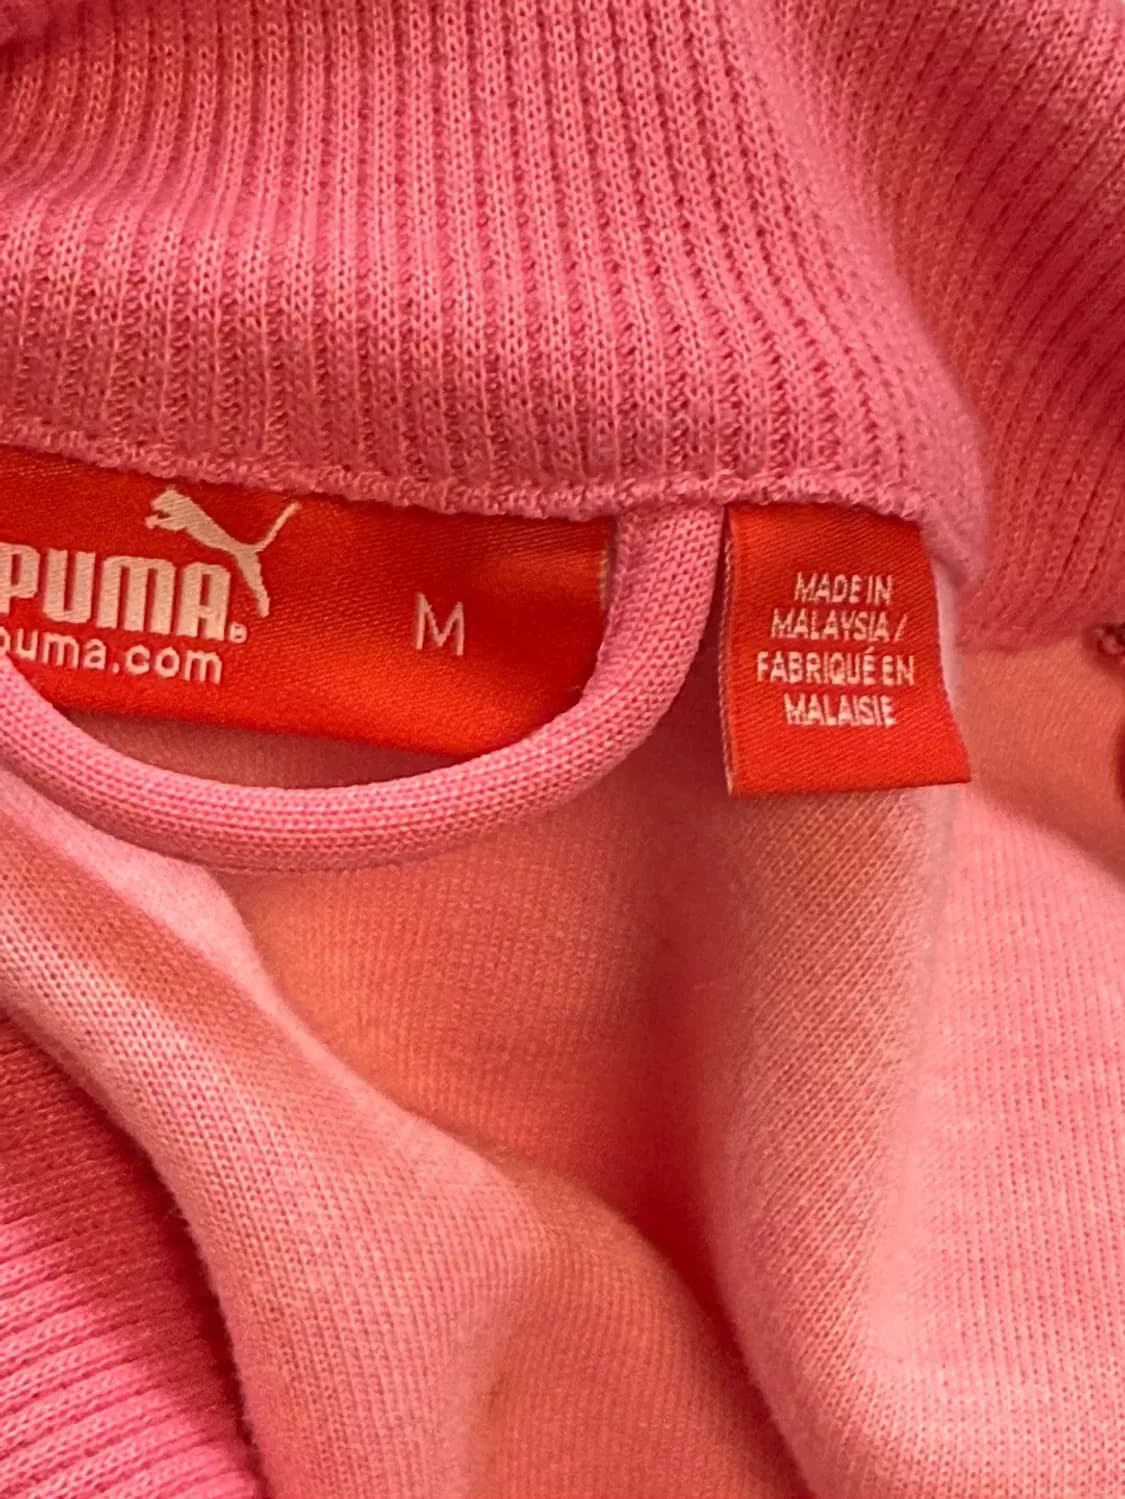 PUMA
puma.com
M
MADE IN
MALAYSIA /
FABRIQUÉ EN
MALAISIE